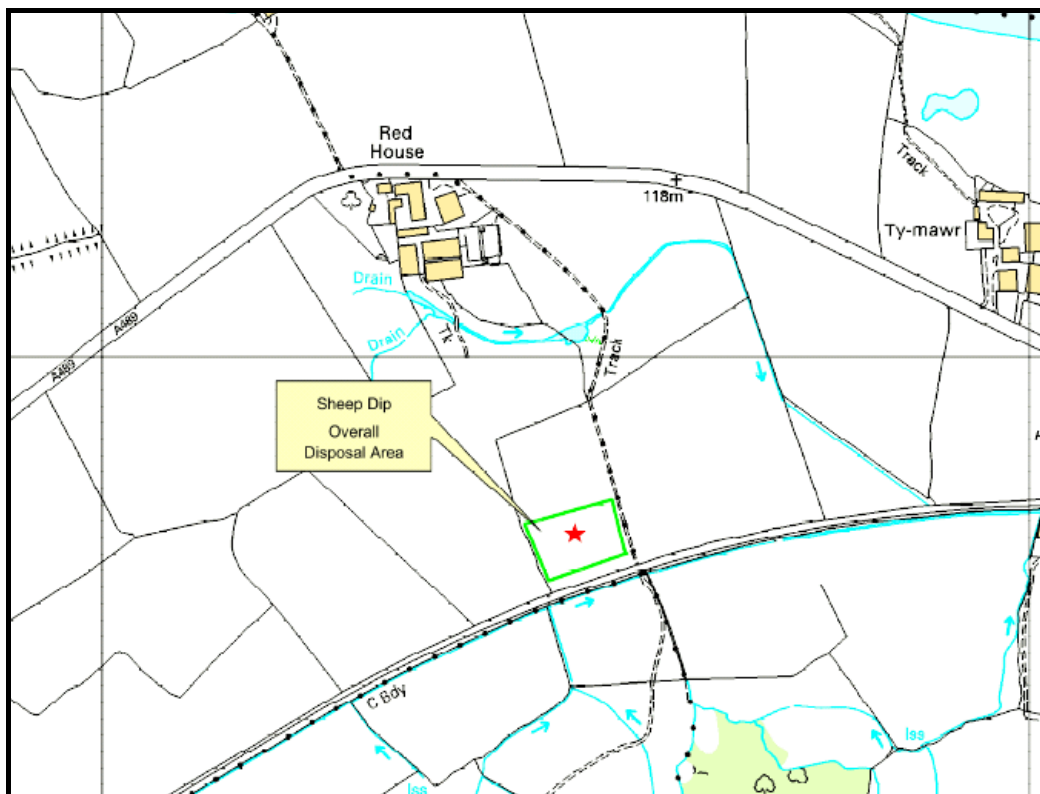 Red
House
118m
Track
Ty-mawr
Drain
Drain
Tk
Track
A489
A489
Sheep Dip
Overall
Disposal Area
C Bdy
Iss
Iss